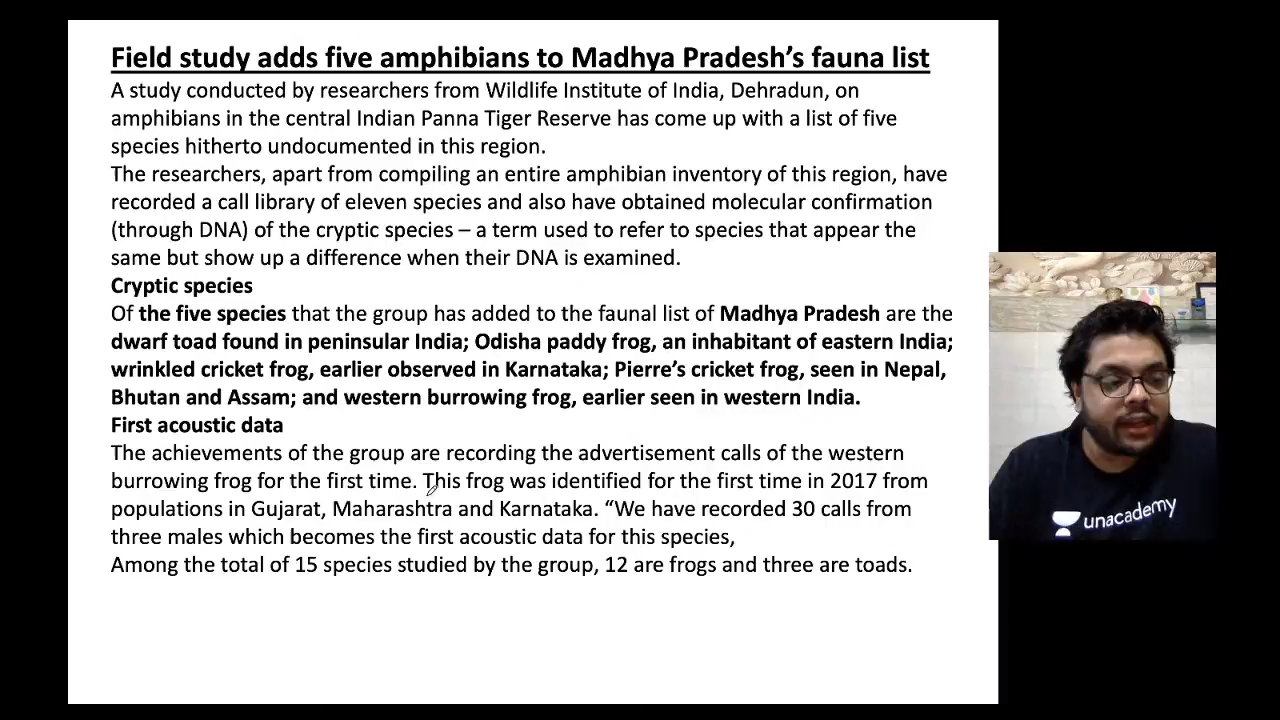 Field study adds five amphibians to Madhya Pradesh’s fauna list
A study conducted by researchers from Wildlife Institute of India, Dehradun, on
amphibians in the central Indian Panna Tiger Reserve has come up with a list of five
species hitherto undocumented in this region.
The researchers, apart from compiling an entire amphibian inventory of this region, have
recorded a call library of eleven species and also have obtained molecular confirmation
(through DNA) of the cryptic species – a term used to refer to species that appear the
same but show up a difference when their DNA is examined.
Cryptic species
Of the five species that the group has added to the faunal list of Madhya Pradesh are the
dwarf toad found in peninsular India; Odisha paddy frog, an inhabitant of eastern India;
wrinkled cricket frog, earlier observed in Karnataka; Pierre’s cricket frog, seen in Nepal,
Bhutan and Assam; and western burrowing frog, earlier seen in western India.
First acoustic data
The achievements of the group are recording the advertisement calls of the western
burrowing frog for the first time. This frog was identified for the first time in 2017 from
populations in Gujarat, Maharashtra and Karnataka. “We have recorded 30 calls from
three males which becomes the first acoustic data for this species,
Among the total of 15 species studied by the group, 12 are frogs and three are toads.
unacademy